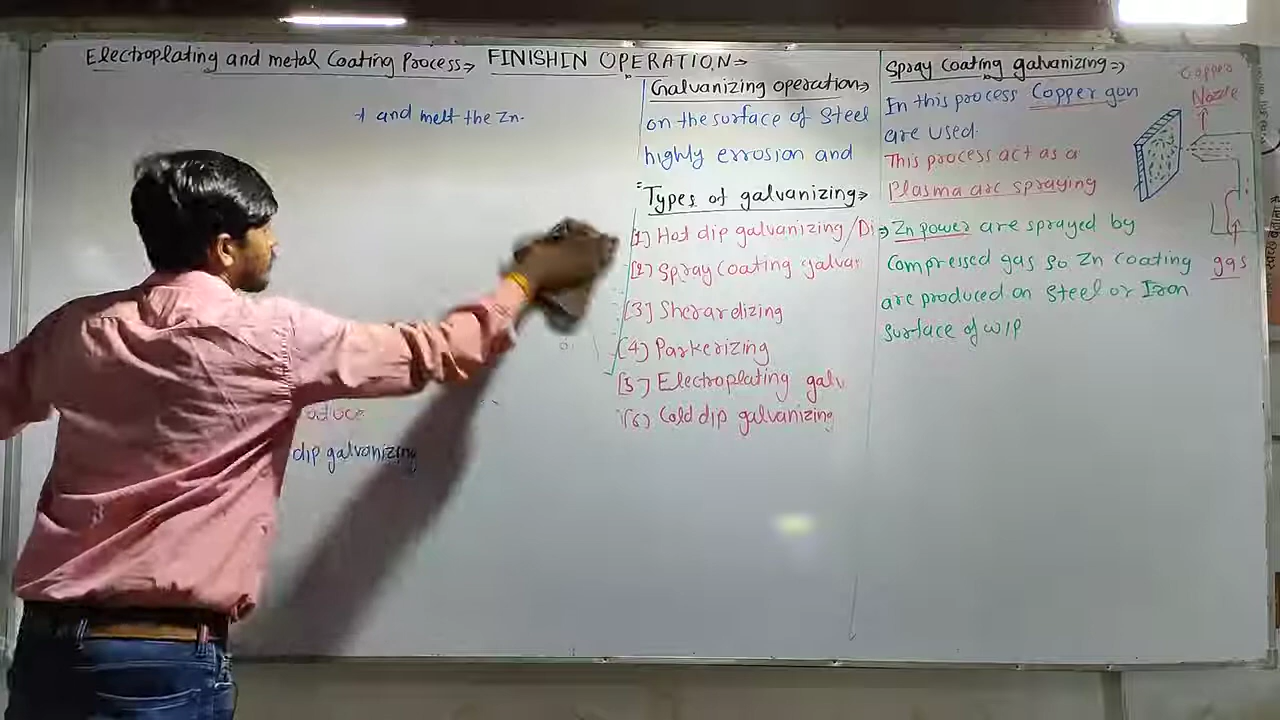 Electroplating and metal Coating Process⇒ FINISHIN OPERATION⇒
and melt the Zn.
dip galvanizing
Galvanizing operation⇒
on the surface of Steel
highly errosion and
Types of galvanizing⇒
[1] Hot dip galvanizing/Di
[2] Spray Coating galvan
[3] Sherardizing
[4] Parkerizing
[5] Electroplating galv
[6] Cold dip galvanizing
Spray Coating galvanizing⇒
In this process Copper gun
are used.
This process act as a
Plasma arc spraying
⇒ Zn power are sprayed by
Compressed gas so Zn Coating
are produced on Steel or Iron
surface of w/p
Copper
Nozle
gas